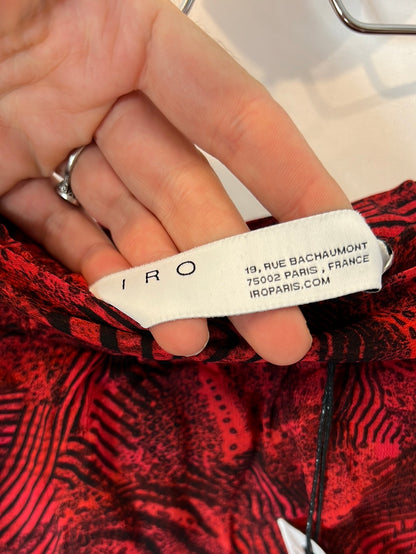 IRO
19, RUE BACHAUMONT
75002 PARIS , FRANCE
IROPARIS.COM